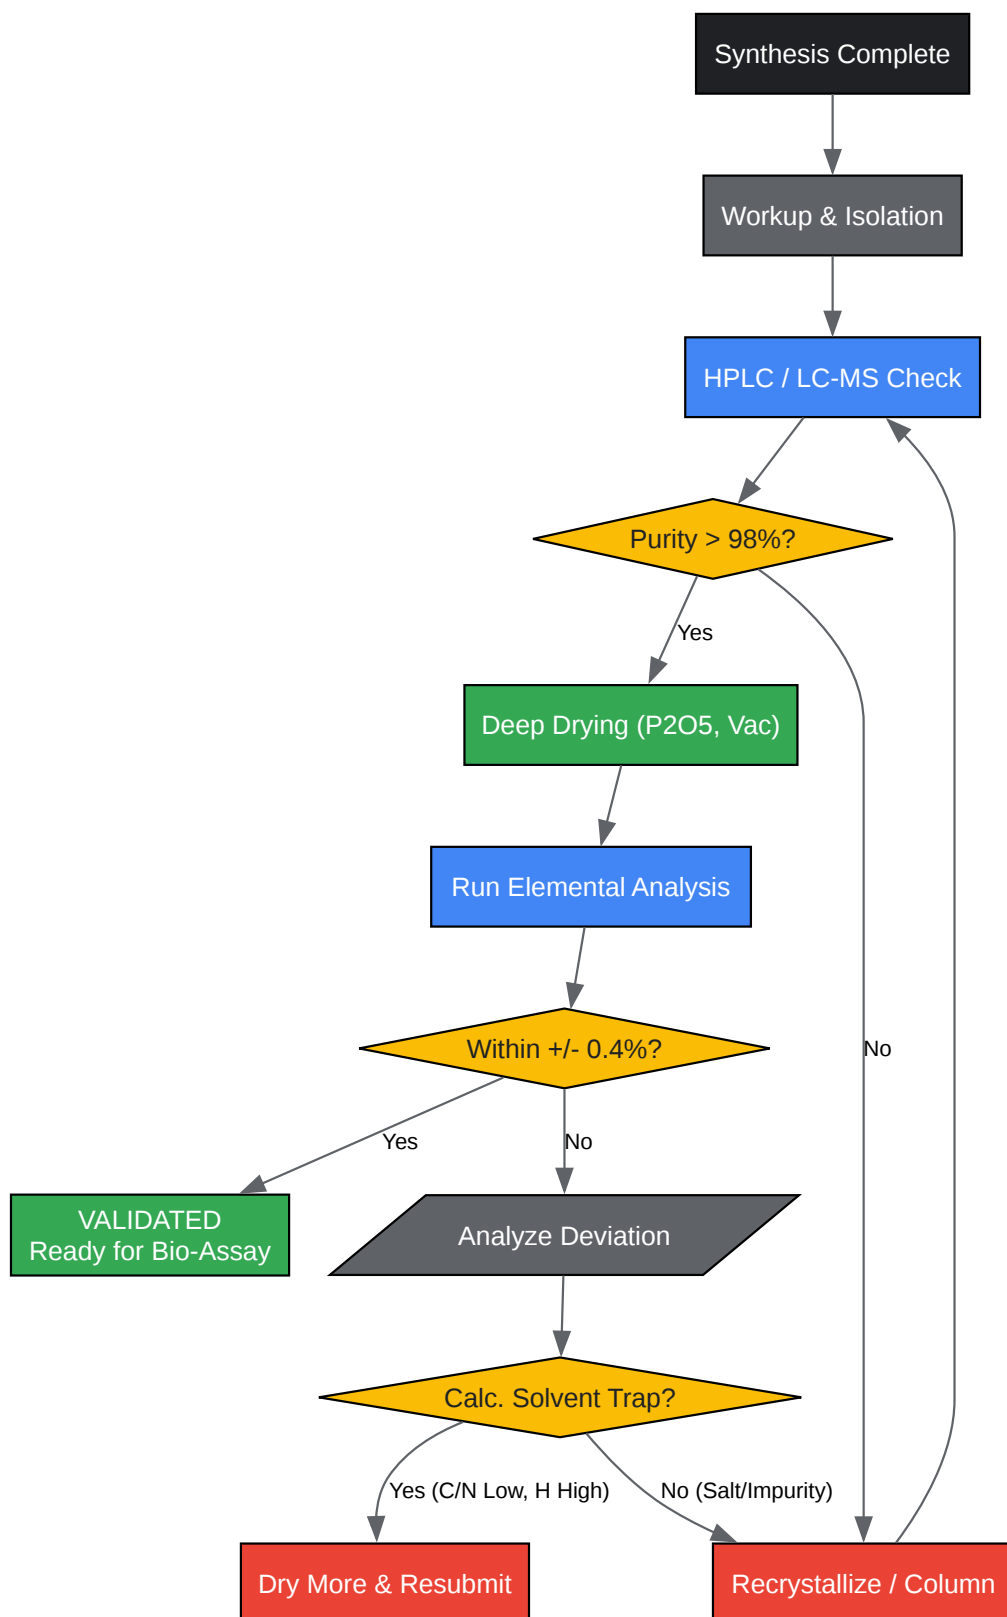 Synthesis Complete
Workup & Isolation
HPLC / LC-MS Check
Purity > 98%?
Yes
Deep Drying (P2O5, Vac)
Run Elemental Analysis
Within +/- 0.4%?
No
Yes
No
VALIDATED
Ready for Bio-Assay
Analyze Deviation
Calc. Solvent Trap?
Yes (C/N Low, H High)
No (Salt/Impurity)
Dry More & Resubmit
Recrystallize / Column